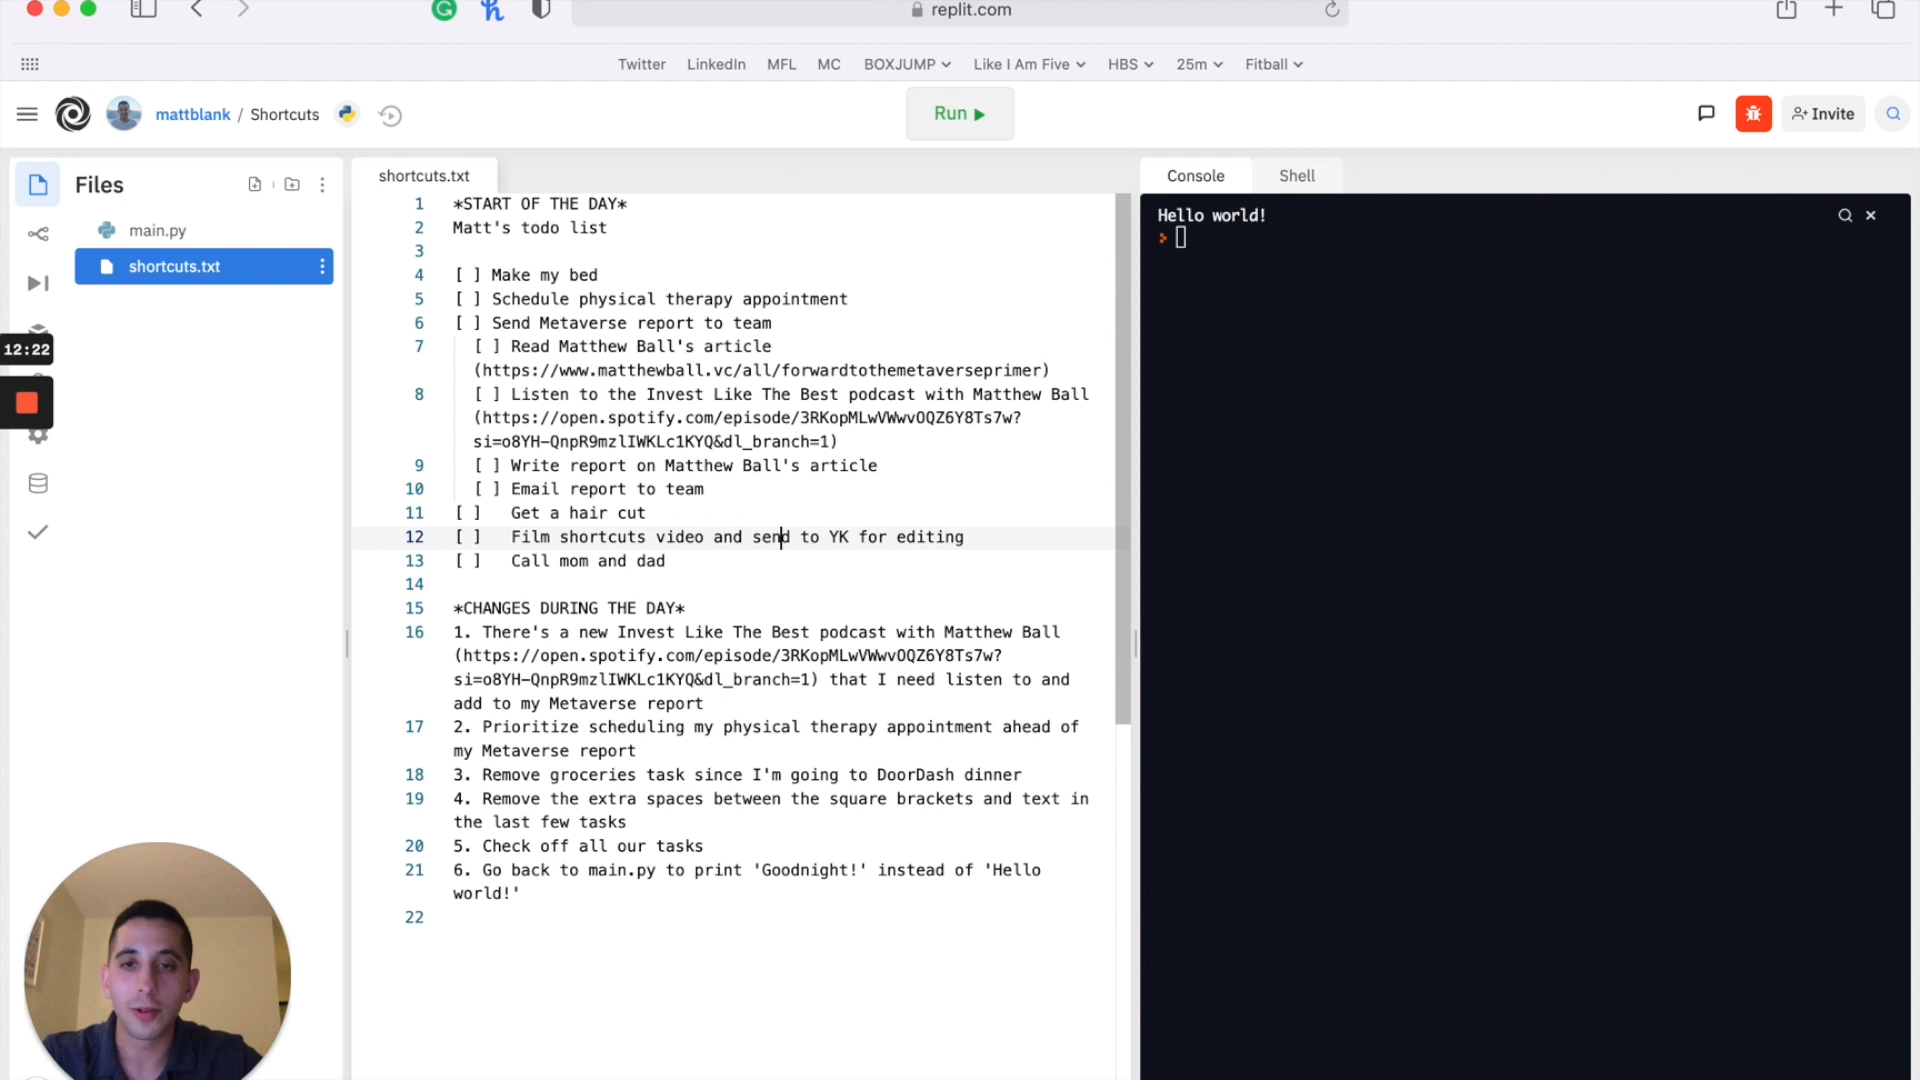 replit.com
Twitter LinkedIn MFL MC BOXJUMP Like I Am Five HBS 25m Fitball
mattblank / Shortcuts
Run
Invite
Files
main.py
shortcuts.txt
12:22
shortcuts.txt
1 *START OF THE DAY*
2 Matt's todo list
3
4 [ ] Make my bed
5 [ ] Schedule physical therapy appointment
6 [ ] Send Metaverse report to team
7 [ ] Read Matthew Ball's article
(https://www.matthewball.vc/all/forwardtothemetaverseprimer)
8 [ ] Listen to the Invest Like The Best podcast with Matthew Ball
(https://open.spotify.com/episode/3RKopMLwVWwvOQZ6Y8Ts7w?
si=o8YH-QnpR9mzlIWKLc1KYQ&dl_branch=1)
9 [ ] Write report on Matthew Ball's article
10 [ ] Email report to team
11 [ ]   Get a hair cut
12 [ ]   Film shortcuts video and send to YK for editing
13 [ ]   Call mom and dad
14
15 *CHANGES DURING THE DAY*
16 1. There's a new Invest Like The Best podcast with Matthew Ball
(https://open.spotify.com/episode/3RKopMLwVWwvOQZ6Y8Ts7w?
si=o8YH-QnpR9mzlIWKLc1KYQ&dl_branch=1) that I need listen to and
add to my Metaverse report
17 2. Prioritize scheduling my physical therapy appointment ahead of
my Metaverse report
18 3. Remove groceries task since I'm going to DoorDash dinner
19 4. Remove the extra spaces between the square brackets and text in
the last few tasks
20 5. Check off all our tasks
21 6. Go back to main.py to print 'Goodnight!' instead of 'Hello
world!'
22
Console Shell
Hello world!